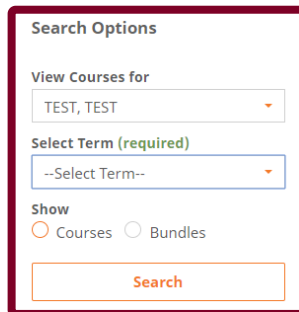 Search Options
View Courses for
TEST, TEST
Select Term (required)
--Select Term--
Show
Courses Bundles
Search